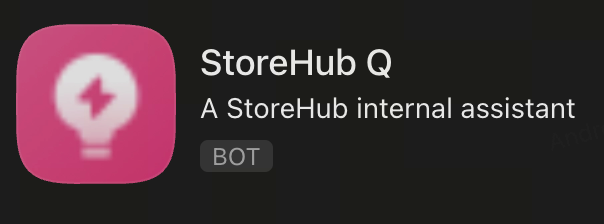 StoreHub Q
A StoreHub internal assistant
BOT